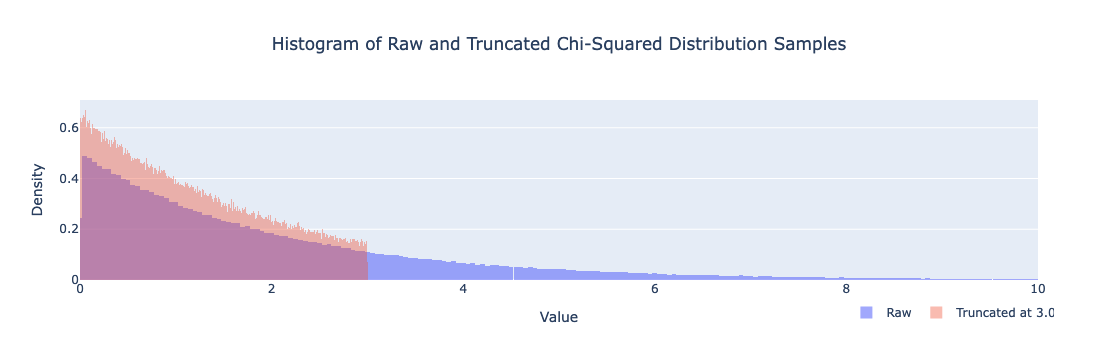 Histogram of Raw and Truncated Chi-Squared Distribution Samples
Density
0.6
0.4
0.2
0
0 2 4 6 8 10
Value
Raw
Truncated at 3.0